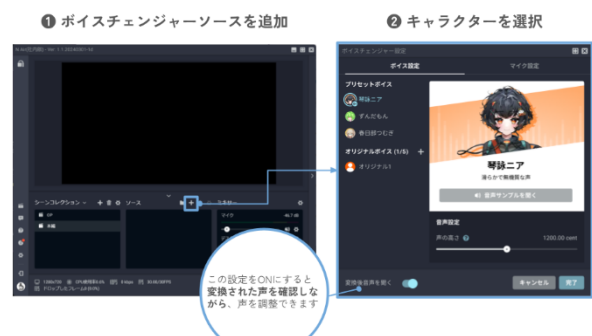 ❶ ボイスチェンジャーソースを追加
❷ キャラクターを選択
シーンコレクション
ソース
ミキサー
マイク
ボイスチェンジャー設定
ボイス設定
マイク設定
プリセットボイス
琴詠ニア
ずんだもん
春日部つむぎ
オリジナルボイス (1/5) +
オリジナル1
琴詠ニア
滑らかで無機質な声
音声サンプルを聞く
音声設定
声の高さ
1200.00 cent
変換後音声を聞く
キャンセル
完了
この設定をONにすると
変換された声を確認しな
がら、声を調整できます